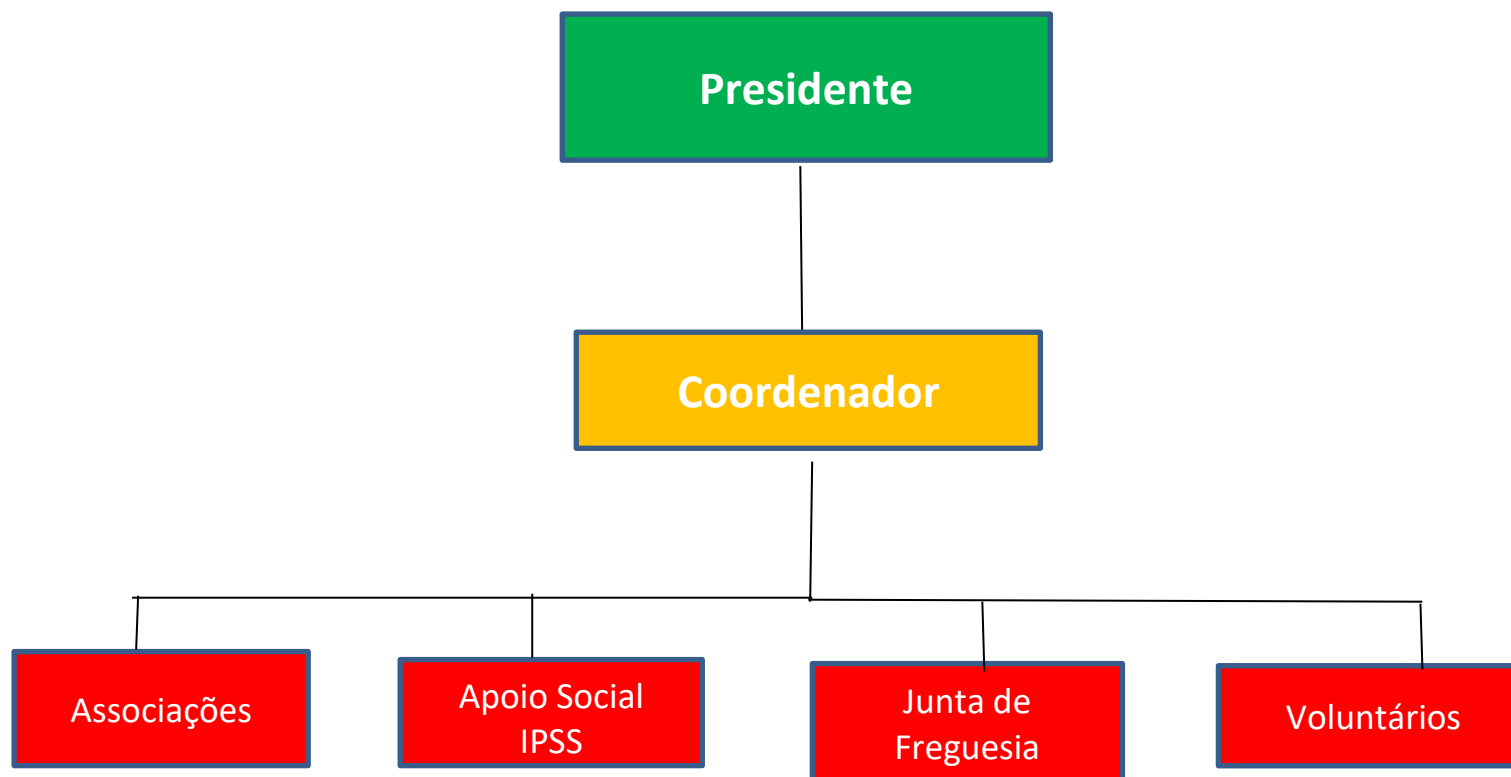 Presidente
Coordenador
Associações
Apoio Social
IPSS
Junta de
Freguesia
Voluntários